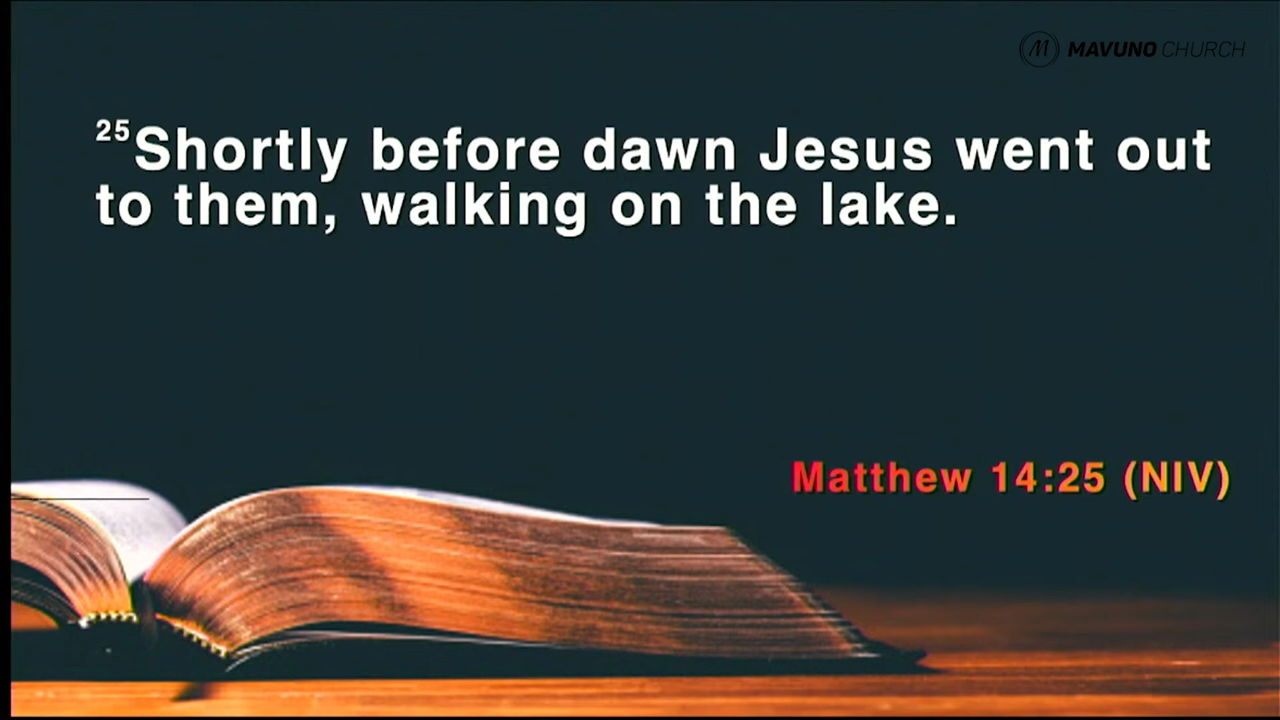 MAVUNO CHURCH
25Shortly before dawn Jesus went out
to them, walking on the lake.
Matthew 14:25 (NIV)